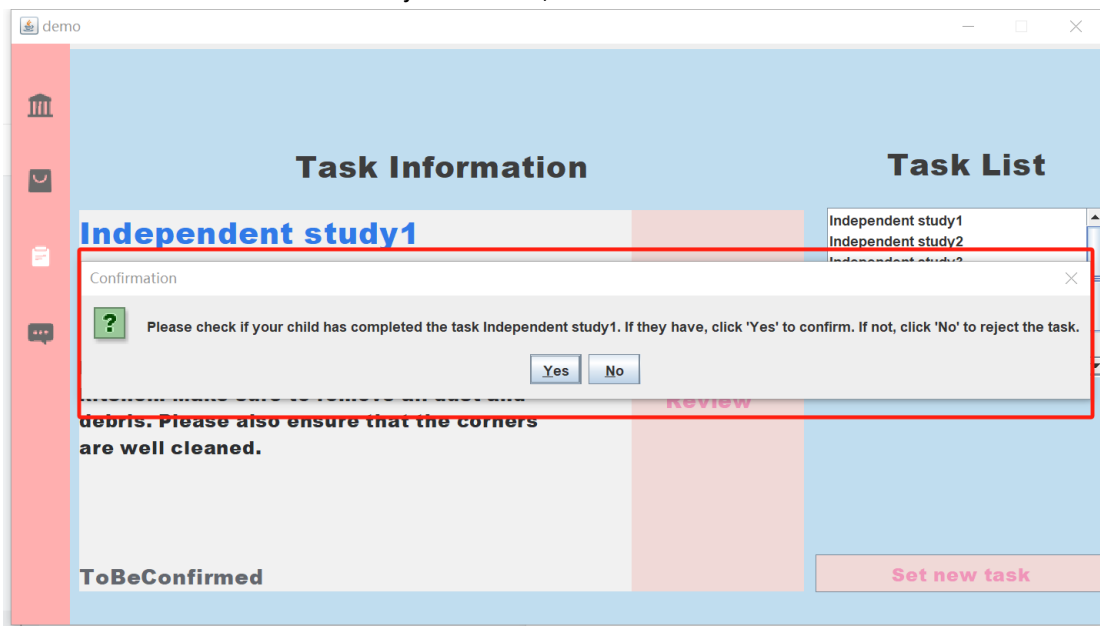 demo
Task Information
Task List
Independent study1
Independent study1
Independent study2
Confirmation
Please check if your child has completed the task Independent study1. If they have, click 'Yes' to confirm. If not, click 'No' to reject the task.
Yes
No
Review
debris. Please also ensure that the corners
are well cleaned.
ToBeConfirmed
Set new task